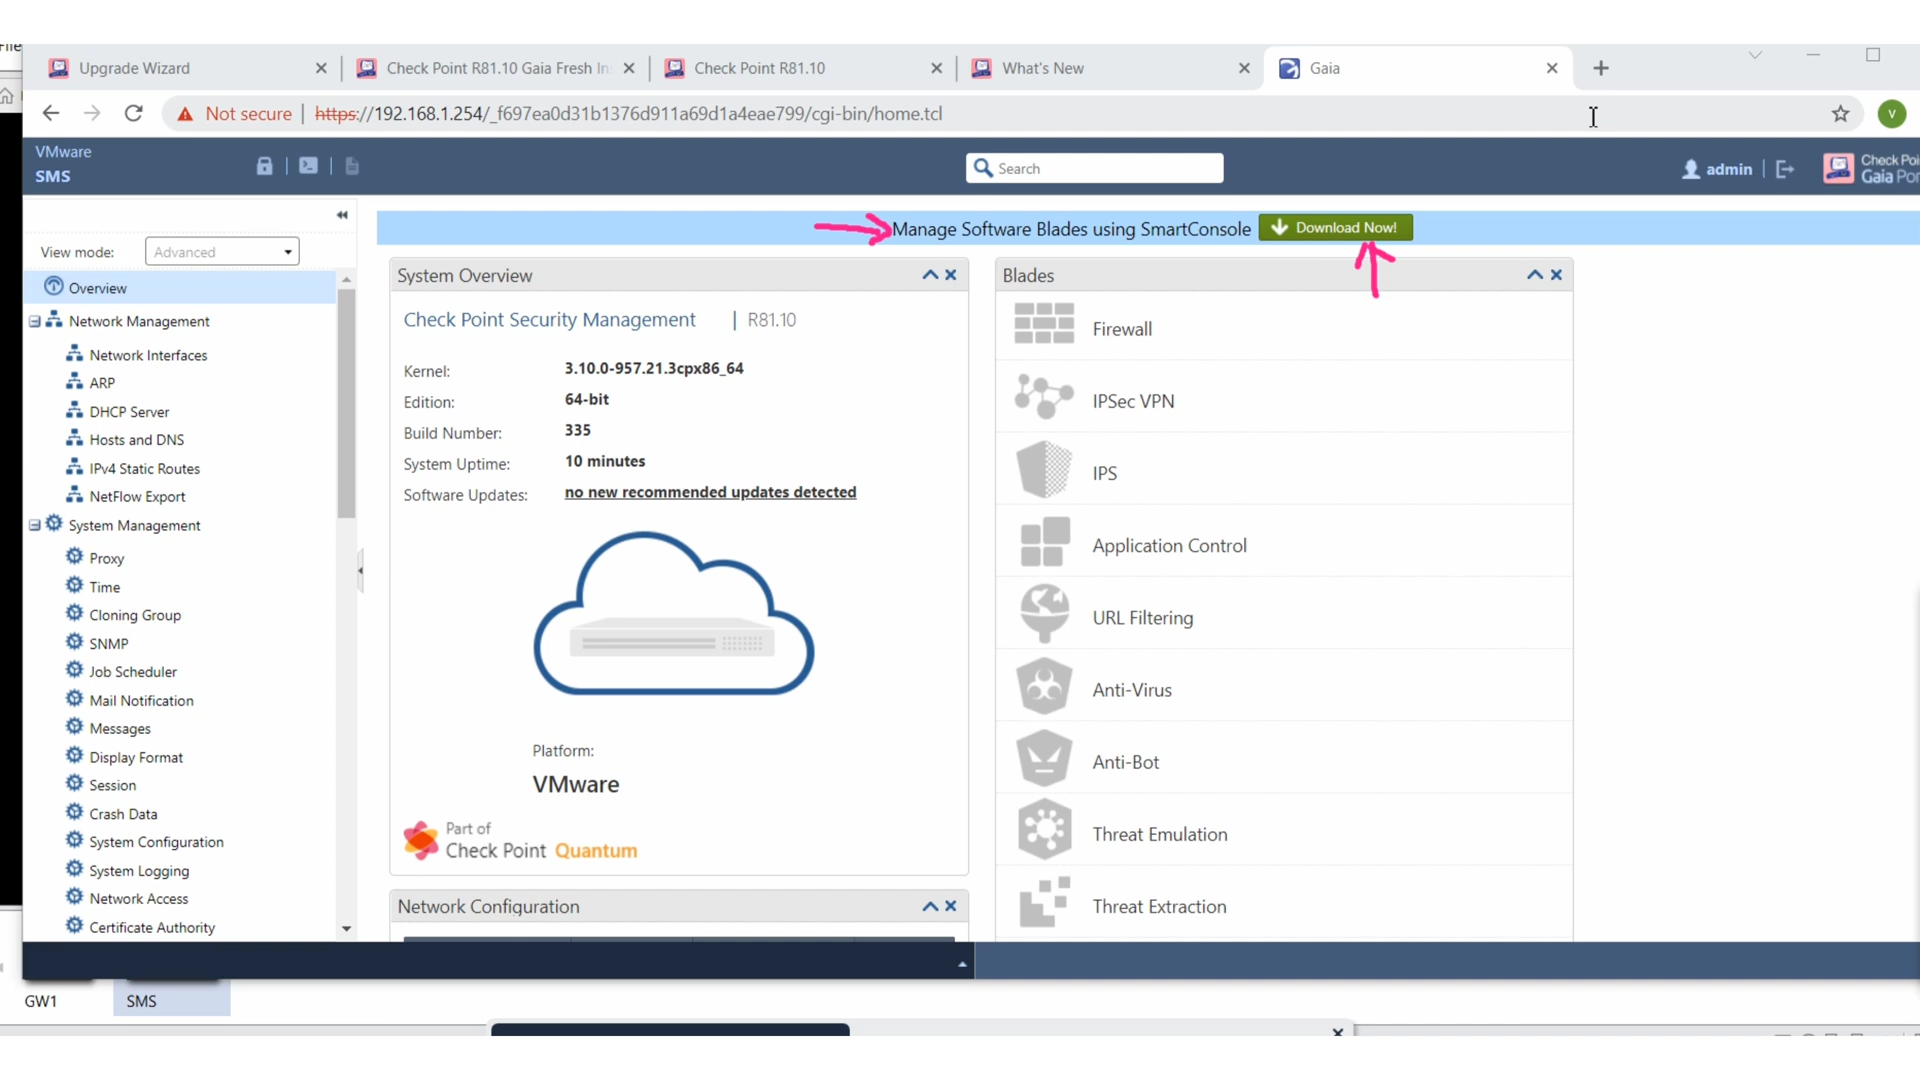 File
Upgrade Wizard
Check Point R81.10 Gaia Fresh In
Check Point R81.10
What's New
Gaia
Not secure
https://192.168.1.254/_f697ea0d31b1376d911a69d1a4eae799/cgi-bin/home.tcl
V
VMware
SMS
Search
admin
Check Poi
Gaia Por
Manage Software Blades using SmartConsole
Download Now!
View mode:
Advanced
Overview
Network Management
Network Interfaces
ARP
DHCP Server
Hosts and DNS
IPv4 Static Routes
NetFlow Export
System Management
Proxy
Time
Cloning Group
SNMP
Job Scheduler
Mail Notification
Messages
Display Format
Session
Crash Data
System Configuration
System Logging
Network Access
Certificate Authority
System Overview
Check Point Security Management | R81.10
Kernel: 3.10.0-957.21.3cpx86_64
Edition: 64-bit
Build Number: 335
System Uptime: 10 minutes
Software Updates: no new recommended updates detected
Platform:
VMware
Part of
Check Point Quantum
Network Configuration
Blades
Firewall
IPSec VPN
IPS
Application Control
URL Filtering
Anti-Virus
Anti-Bot
Threat Emulation
Threat Extraction
GW1
SMS